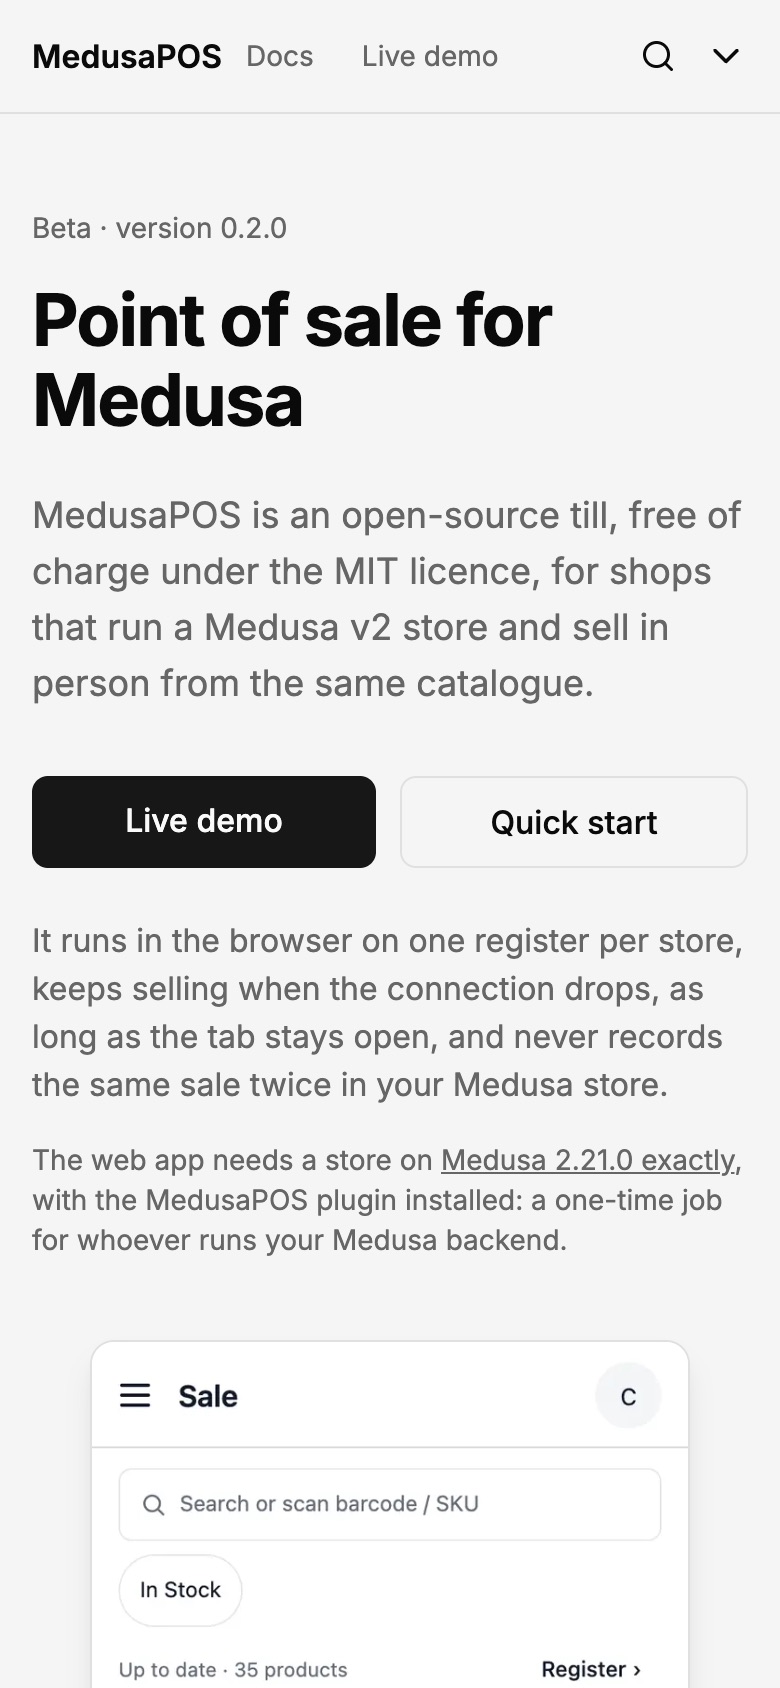 MedusaPOS Docs Live demo
Beta · version 0.2.0
Point of sale for
Medusa
MedusaPOS is an open-source till, free of
charge under the MIT licence, for shops
that run a Medusa v2 store and sell in
person from the same catalogue.
Live demo Quick start
It runs in the browser on one register per store,
keeps selling when the connection drops, as
long as the tab stays open, and never records
the same sale twice in your Medusa store.
The web app needs a store on Medusa 2.21.0 exactly,
with the MedusaPOS plugin installed: a one-time job
for whoever runs your Medusa backend.
Sale C
Search or scan barcode / SKU
In Stock
Up to date · 35 products Register ›